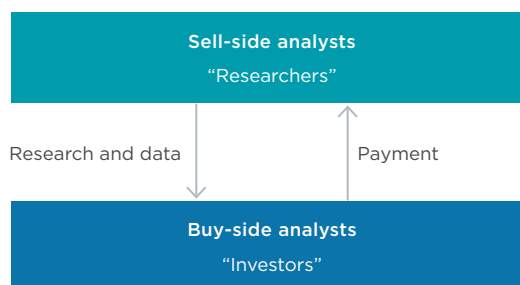 Sell-side analysts
“Researchers”
Research and data
Payment
Buy-side analysts
“Investors”